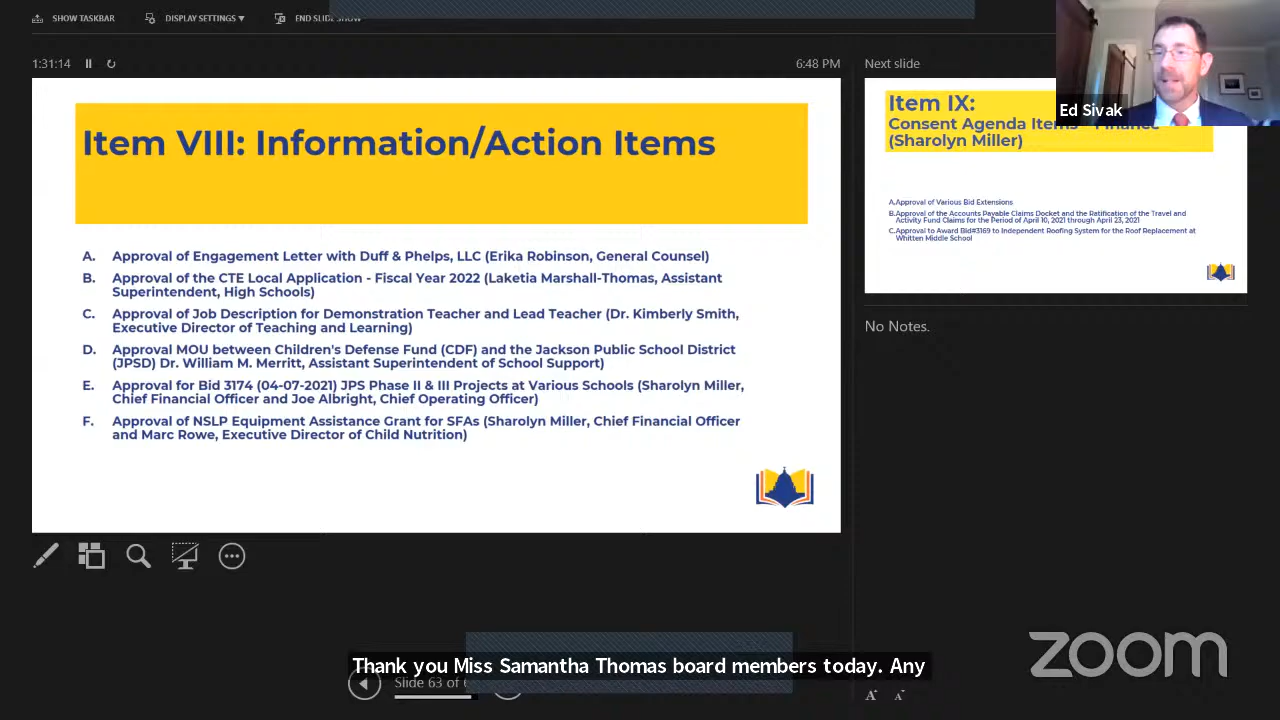 SHOW TASKBAR
DISPLAY SETTINGS ▼
END SLIDE SHOW
1:31:14
6:48 PM
Next slide
Item VIII: Information/Action Items
A. Approval of Engagement Letter with Duff & Phelps, LLC (Erika Robinson, General Counsel)
B. Approval of the CTE Local Application - Fiscal Year 2022 (Laketia Marshall-Thomas, Assistant
Superintendent, High Schools)
C. Approval of Job Description for Demonstration Teacher and Lead Teacher (Dr. Kimberly Smith,
Executive Director of Teaching and Learning)
D. Approval MOU between Children's Defense Fund (CDF) and the Jackson Public School District
(JPSD) Dr. William M. Merritt, Assistant Superintendent of School Support)
E. Approval for Bid 3174 (04-07-2021) JPS Phase II & III Projects at Various Schools (Sharolyn Miller,
Chief Financial Officer and Joe Albright, Chief Operating Officer)
F. Approval of NSLP Equipment Assistance Grant for SFAs (Sharolyn Miller, Chief Financial Officer
and Marc Rowe, Executive Director of Child Nutrition)
Item IX:
Consent Agenda Items - Finance
(Sharolyn Miller)
A.Approval of Various Bid Extensions
B.Approval of the Accounts Payable Claims Docket and the Ratification of the Travel and
Activity Fund Claims for the Period of April 10, 2021 through April 23, 2021
C.Approval to Award Bid#3169 to Independent Roofing System for the Roof Replacement at
Whitten Middle School
Ed Sivak
No Notes.
Thank you Miss Samantha Thomas board members today. Any
Slide 63 of
zoom
A A